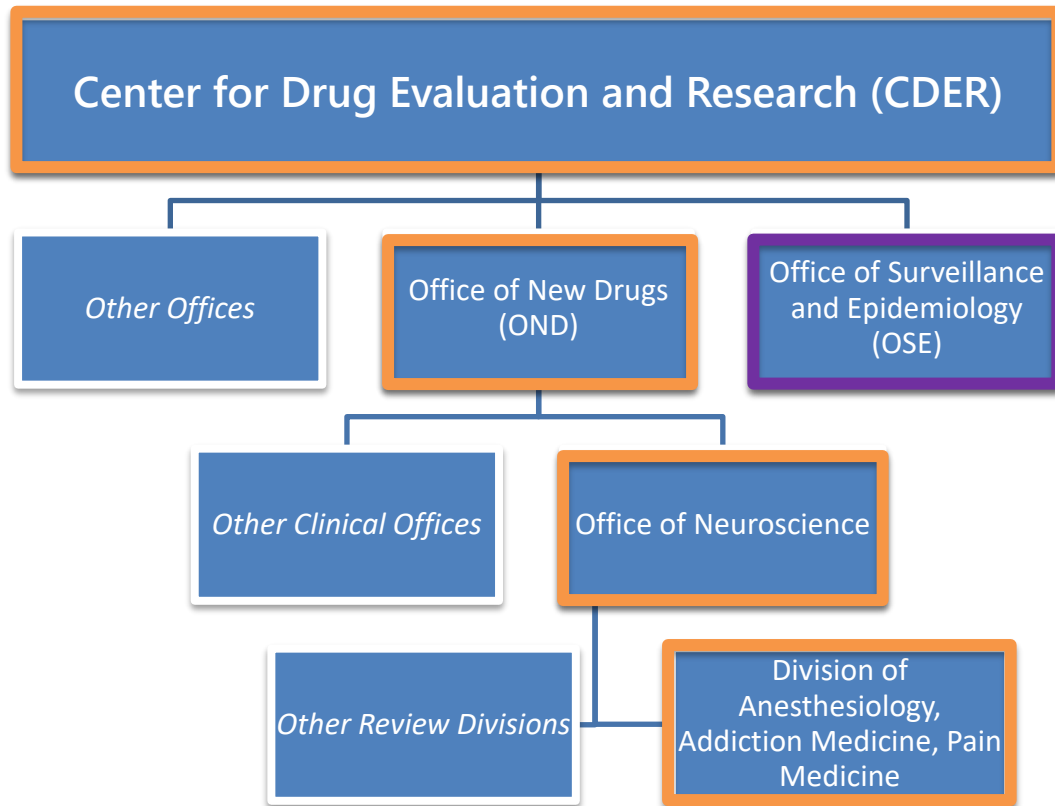 Center for Drug Evaluation and Research (CDER)
Other Offices
Office of New Drugs
(OND)
Office of Surveillance
and Epidemiology
(OSE)
Other Clinical Offices
Office of Neuroscience
Other Review Divisions
Division of
Anesthesiology,
Addiction Medicine, Pain
Medicine